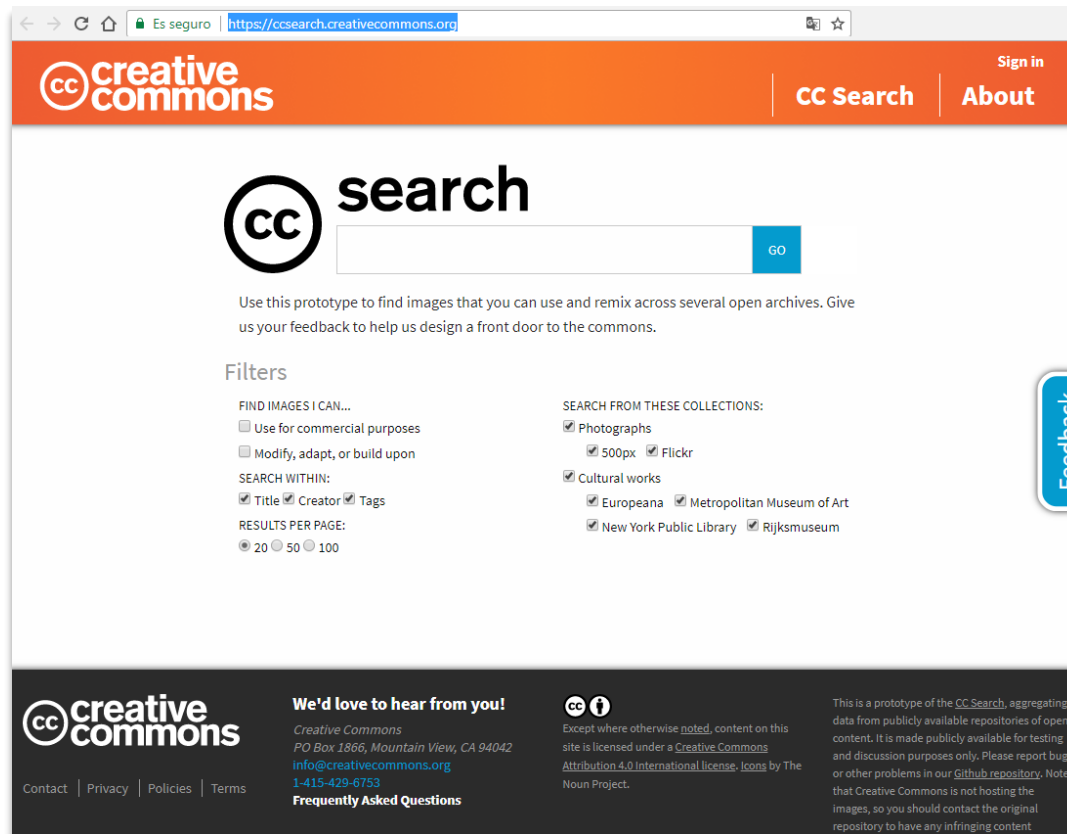 Es seguro https://ccsearch.creativecommons.org
cc creative commons
Sign in
CC Search About
cc search
GO
Use this prototype to find images that you can use and remix across several open archives. Give
us your feedback to help us design a front door to the commons.
Filters
FIND IMAGES I CAN...
Use for commercial purposes
Modify, adapt, or build upon
SEARCH WITHIN:
Title Creator Tags
RESULTS PER PAGE:
20 50 100
SEARCH FROM THESE COLLECTIONS:
Photographs
500px Flickr
Cultural works
Europeana Metropolitan Museum of Art
New York Public Library Rijksmuseum
Feedback
cc creative commons
Contact Privacy Policies Terms
We'd love to hear from you!
Creative Commons
PO Box 1866, Mountain View, CA 94042
info@creativecommons.org
1-415-429-6753
Frequently Asked Questions
cc
Except where otherwise noted, content on this
site is licensed under a Creative Commons
Attribution 4.0 International license. Icons by The
Noun Project.
This is a prototype of the CC Search, aggregating
data from publicly available repositories of open
content. It is made publicly available for testing
and discussion purposes only. Please report bug
or other problems in our Github repository. Note
that Creative Commons is not hosting the
images, so you should contact the original
repository to have any infringing content